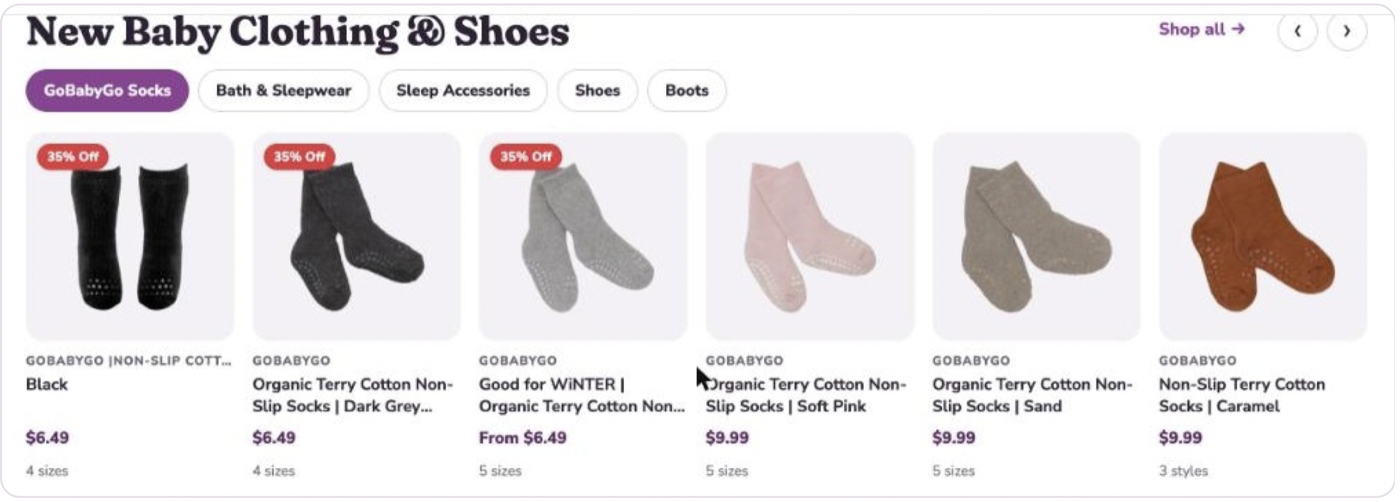 New Baby Clothing & Shoes
Shop all →
GoBabyGo Socks
Bath & Sleepwear
Sleep Accessories
Shoes
Boots
35% Off
35% Off
35% Off
GOBABYGO |NON-SLIP COTT...
Black
$6.49
4 sizes
GOBABYGO
Organic Terry Cotton Non-
Slip Socks | Dark Grey...
$6.49
4 sizes
GOBABYGO
Good for WiNTER |
Organic Terry Cotton Non...
From $6.49
5 sizes
GOBABYGO
Organic Terry Cotton Non-
Slip Socks | Soft Pink
$9.99
5 sizes
GOBABYGO
Organic Terry Cotton Non-
Slip Socks | Sand
$9.99
5 sizes
GOBABYGO
Non-Slip Terry Cotton
Socks | Caramel
$9.99
3 styles